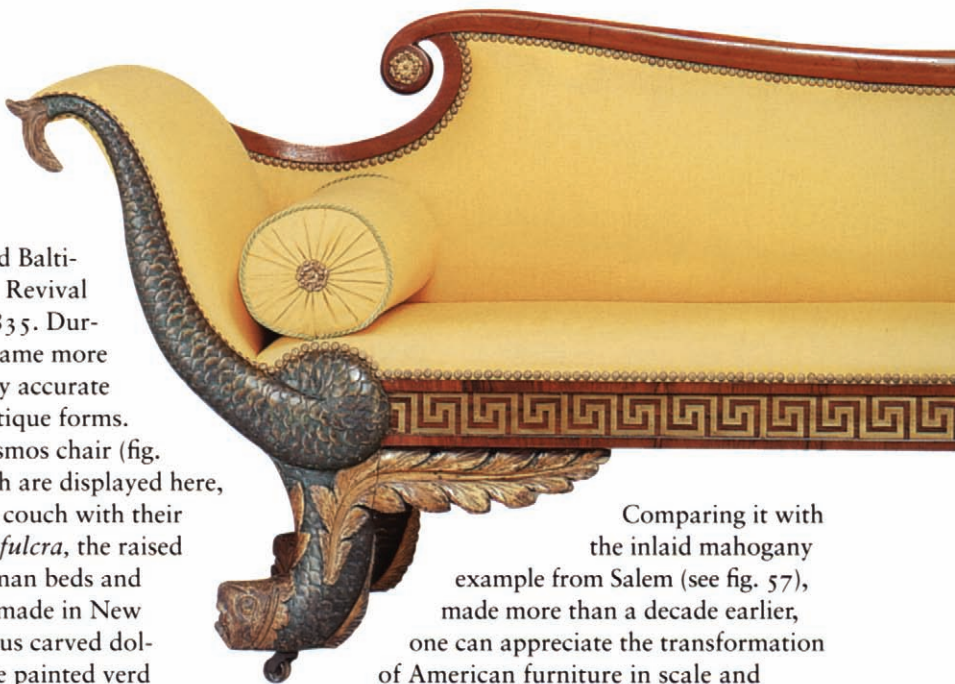 d Balti-
Revival
835. Dur-
ame more
y accurate
tique forms.
smos chair (fig.
h are displayed here,
couch with their
fulcra, the raised
man beds and
made in New
us carved dol-
e painted verd
Comparing it with
the inlaid mahogany
example from Salem (see fig. 57),
made more than a decade earlier,
one can appreciate the transformation
of American furniture in scale and